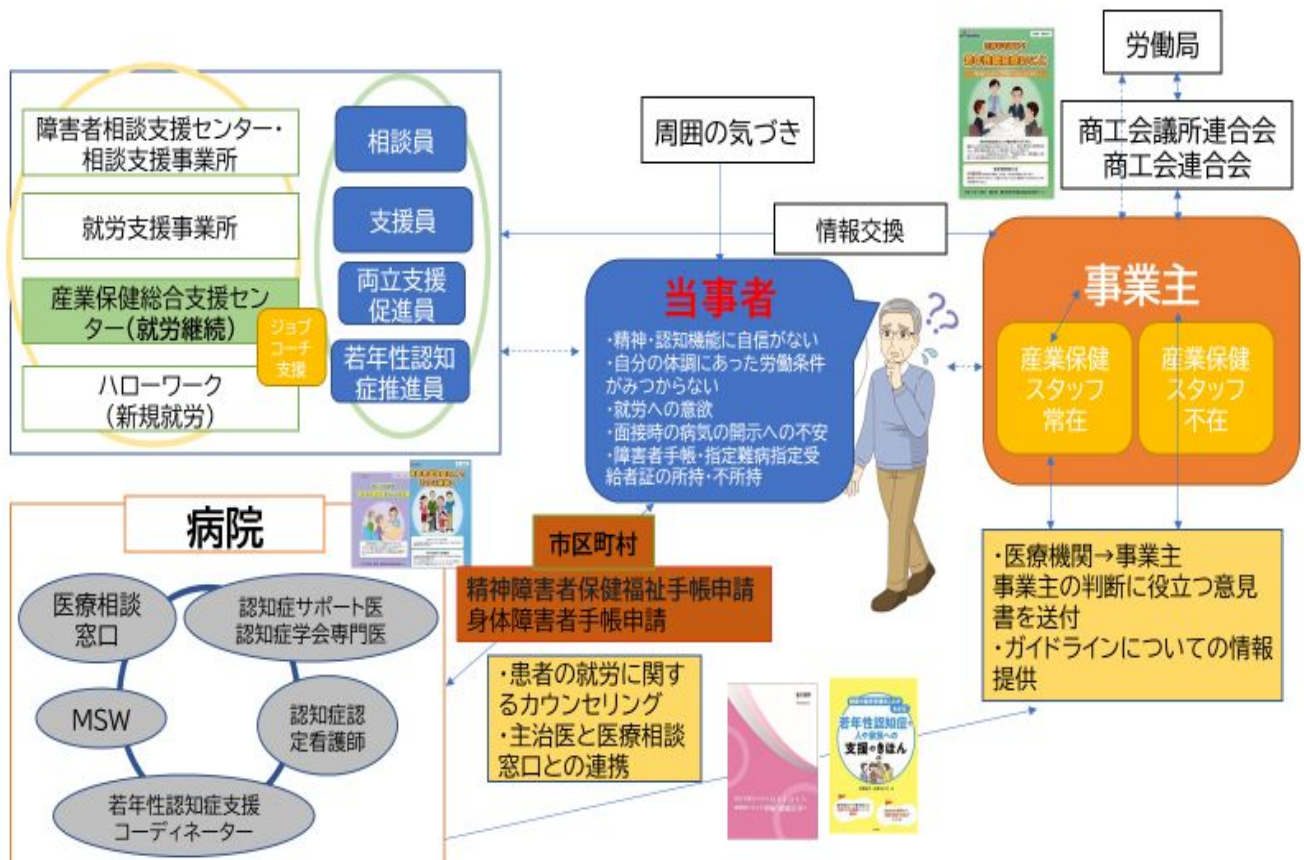 障害者相談支援センター・
相談支援事業所
就労支援事業所
産業保健総合支援セン
ター(就労継続)
ハローワーク
(新規就労)
ジョブ
コーチ
支援
相談員
支援員
両立支援
促進員
若年性認知
症推進員
周囲の気づき
情報交換
労働局
商工会議所連合会
商工会連合会
当事者
・精神・認知機能に自信がない
・自分の体調にあった労働条件
がみつからない
・就労への意欲
・面接時の病気の開示への不安
・障害者手帳・指定難病指定受
給者証の所持・不所持
??
事業主
産業保健
スタッフ
常在
産業保健
スタッフ
不在
病院
医療相談
窓口
認知症サポート医
認知症学会専門医
MSW
認知症認
定看護師
若年性認知症支援
コーディネーター
市区町村
精神障害者保健福祉手帳申請
身体障害者手帳申請
・患者の就労に関す
るカウンセリング
・主治医と医療相談
窓口との連携
・医療機関→事業主
事業主の判断に役立つ意見
書を送付
・ガイドラインについての情報
提供
若年性認知症の
人や家族への
支援のきほん